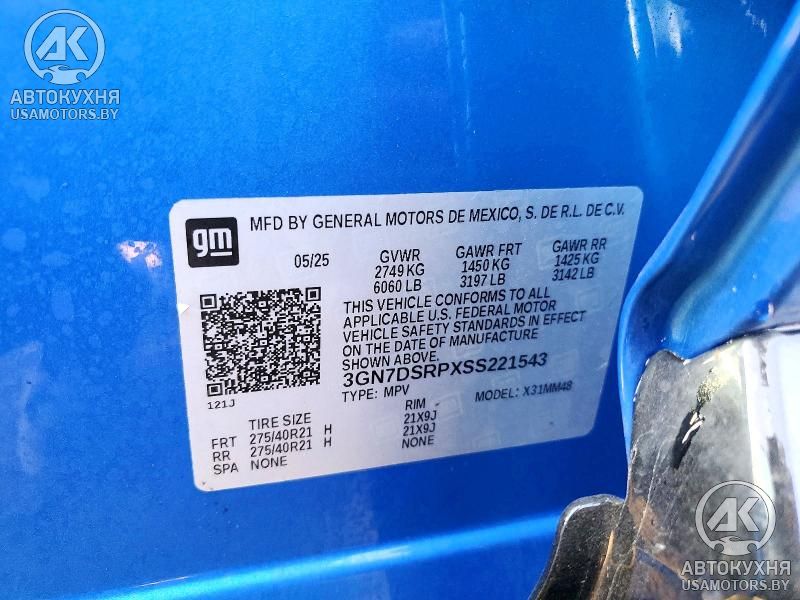 AK
АВТОКУХНЯ
USAMOTORS.BY
gm
MFD BY GENERAL MOTORS DE MEXICO, S. DE R.L. DE C.V.
05/25
GVWR
2749 KG
6060 LB
GAWR FRT
1450 KG
3197 LB
GAWR RR
1425 KG
3142 LB
THIS VEHICLE CONFORMS TO ALL
APPLICABLE U.S. FEDERAL MOTOR
VEHICLE SAFETY STANDARDS IN EFFECT
ON THE DATE OF MANUFACTURE
SHOWN ABOVE.
3GN7DSRPXSS221543
TYPE: MPV
MODEL: X31MM48
121J
TIRE SIZE RIM
FRT 275/40R21 H 21X9J
RR 275/40R21 H 21X9J
SPA NONE NONE
AK
АВТОКУХНЯ
USAMOTORS.BY